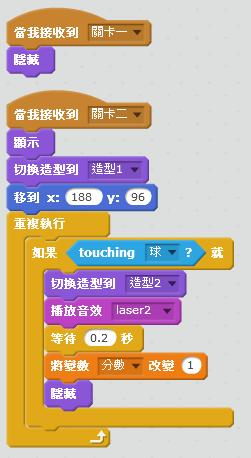 當我接收到 關卡一
隱藏
當我接收到 關卡二
顯示
切換造型到 造型1
移到 x: 188 y: 96
重複執行
如果 touching 球 ? 就
切換造型到 造型2
播放音效 laser2
等待 0.2 秒
將變數 分數 改變 1
隱藏